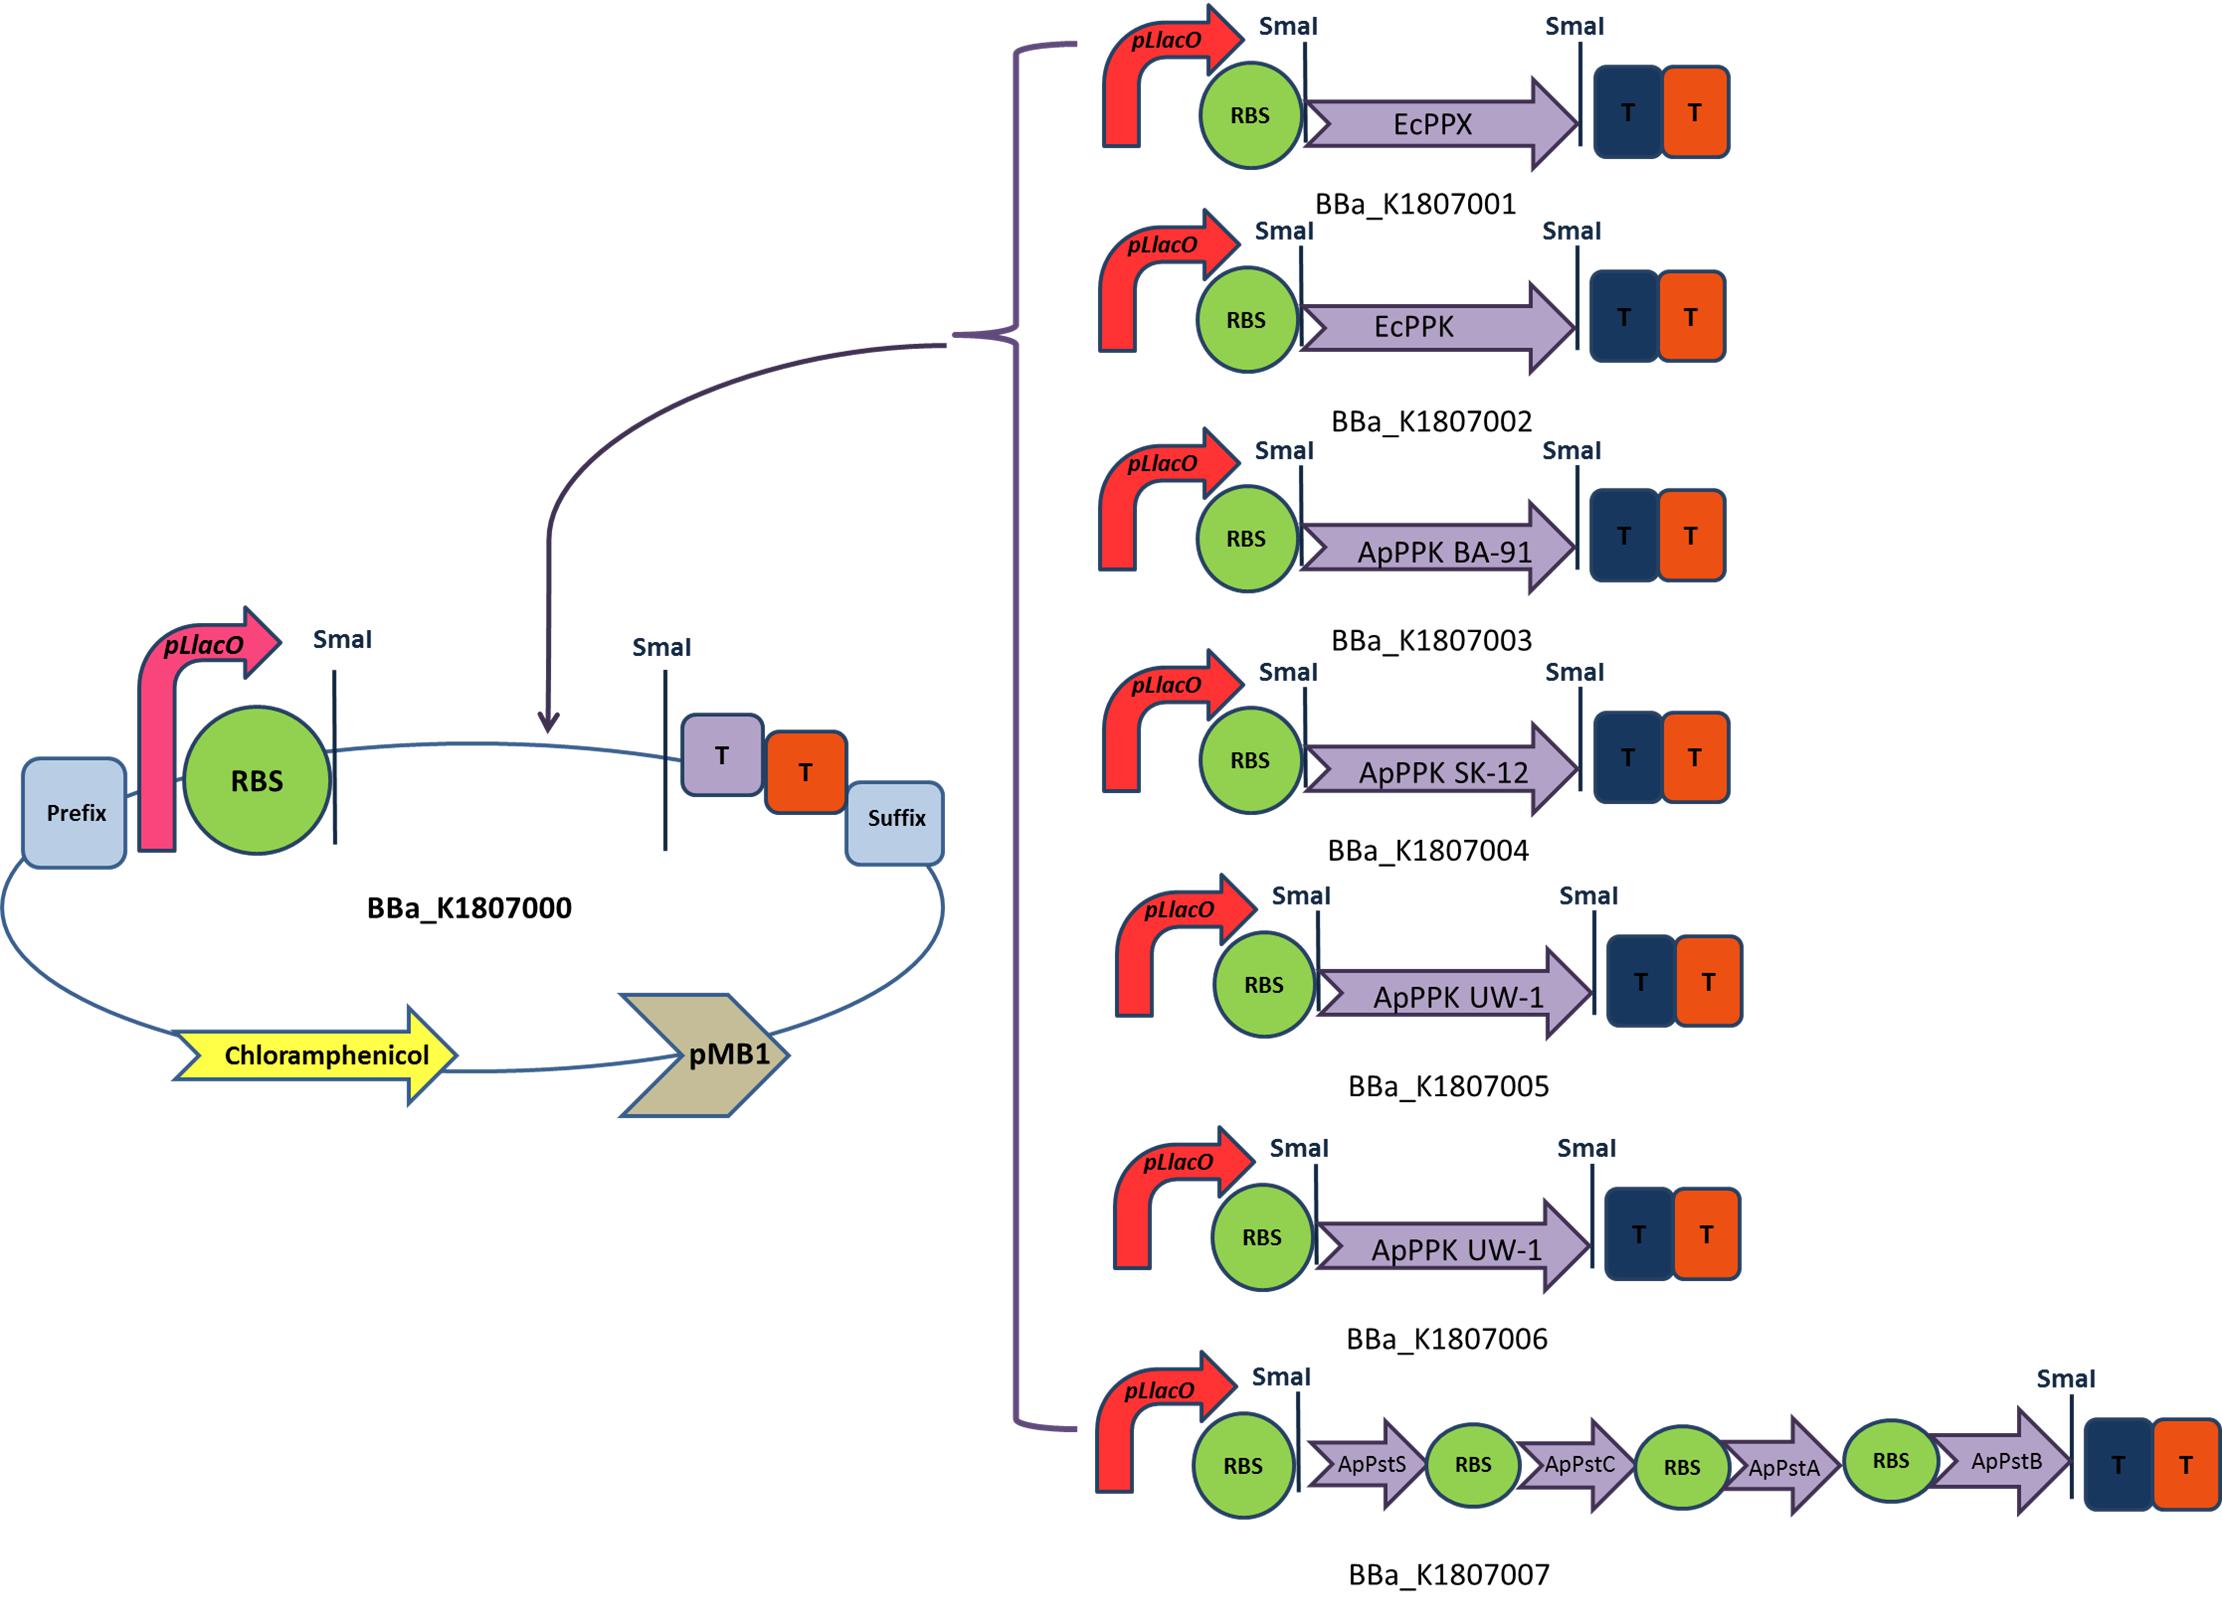 pLlacO
SmaI
SmaI
RBS
T
T
Prefix
Suffix
BBa_K1807000
Chloramphenicol
pMB1
pLlacO
SmaI
SmaI
RBS
EcPPX
T
T
BBa_K1807001
pLlacO
SmaI
SmaI
RBS
EcPPK
T
T
BBa_K1807002
pLlacO
SmaI
SmaI
RBS
ApPPK BA-91
T
T
BBa_K1807003
pLlacO
SmaI
SmaI
RBS
ApPPK SK-12
T
T
BBa_K1807004
pLlacO
SmaI
SmaI
RBS
ApPPK UW-1
T
T
BBa_K1807005
pLlacO
SmaI
SmaI
RBS
ApPPK UW-1
T
T
BBa_K1807006
pLlacO
SmaI
SmaI
RBS
ApPstS
RBS
ApPstC
RBS
ApPstA
RBS
ApPstB
T
T
BBa_K1807007